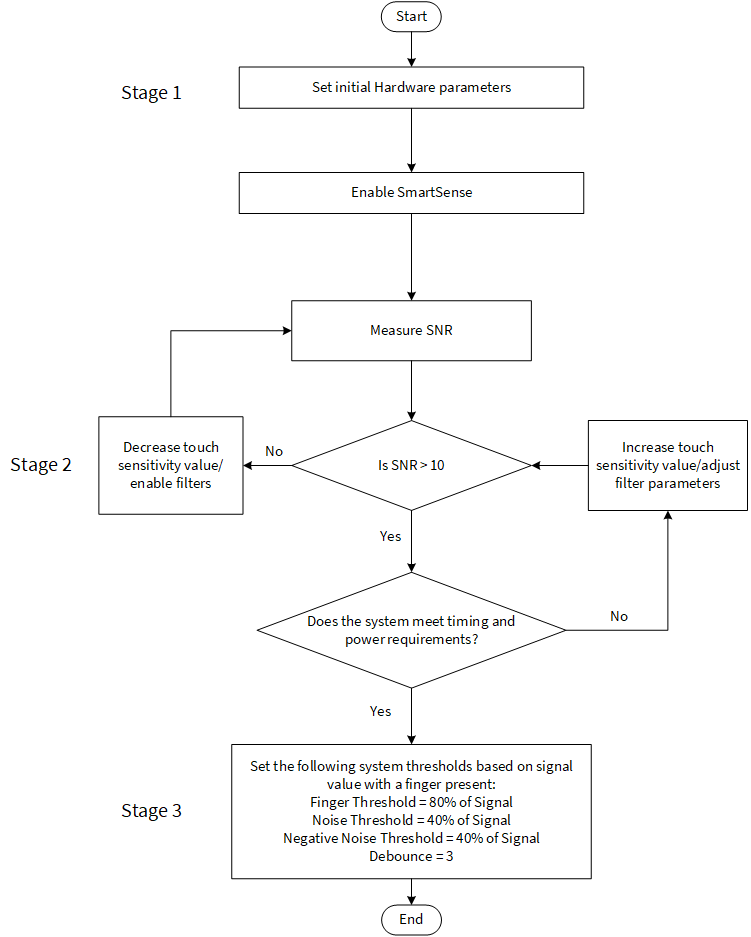 Start
Stage 1
Set initial Hardware parameters
Enable SmartSense
Measure SNR
Stage 2
Decrease touch
sensitivity value/
enable filters
No
Is SNR > 10
Increase touch
sensitivity value/adjust
filter parameters
Yes
Does the system meet timing and
power requirements?
No
Yes
Stage 3
Set the following system thresholds based on signal
value with a finger present:
Finger Threshold = 80% of Signal
Noise Threshold = 40% of Signal
Negative Noise Threshold = 40% of Signal
Debounce = 3
End